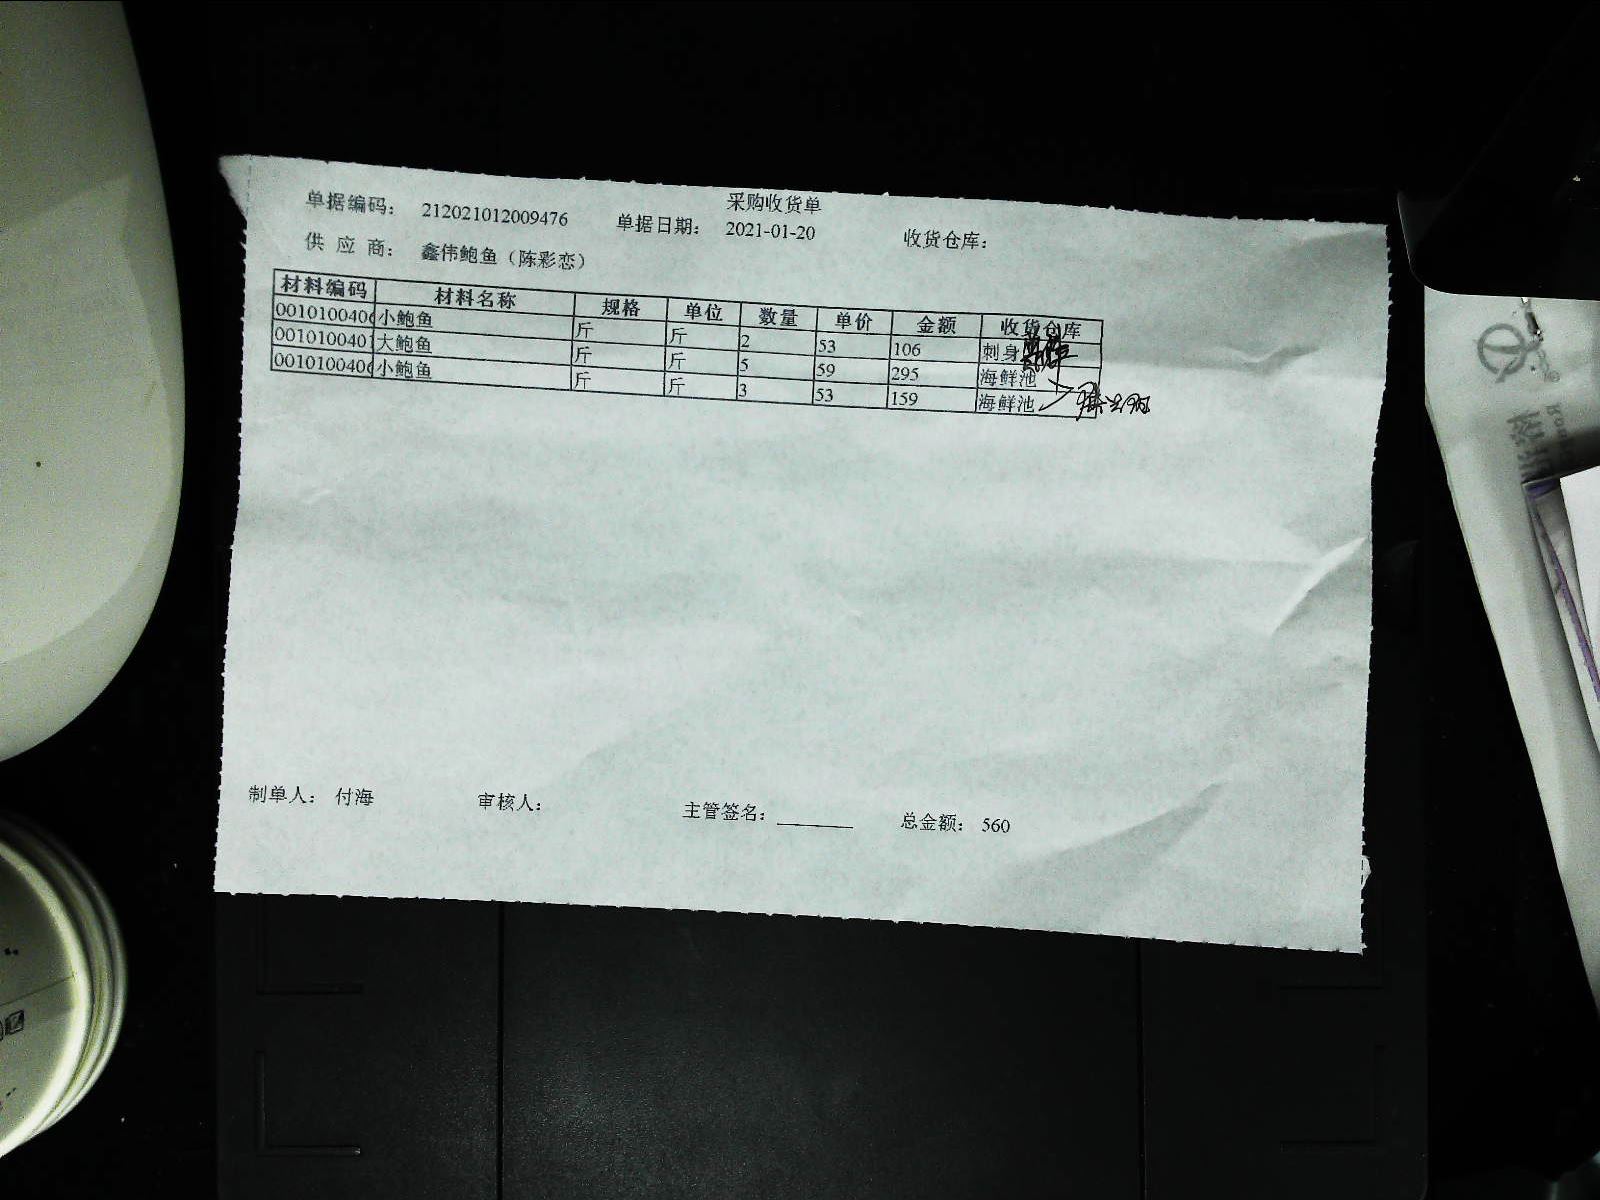 采购收货单
单据编码： 212021012009476 单据日期： 2021-01-20 收货仓库：
供 应 商： 鑫伟鲍鱼（陈彩恋）
材料编码 材料名称 规格 单位 数量 单价 金额 收货仓库
0010100406 小鲍鱼 斤 斤 2 53 106 刺身
0010100401 大鲍鱼 斤 斤 5 59 295 海鲜池
0010100406 小鲍鱼 斤 斤 3 53 159 海鲜池
制单人： 付海 审核人： 主管签名： 总金额： 560